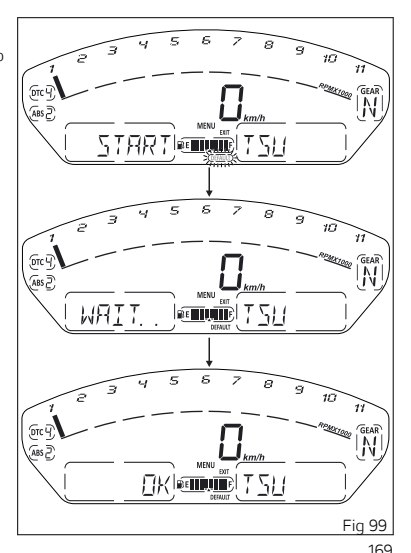 1 2 3 4 5 6 7 8 9 10 11
RPMX1000
DTC 4
GEAR
N
ABS 2
0 km/h
MENU
EXIT
START E F TSU
DEFAULT
1 2 3 4 5 6 7 8 9 10 11
RPMX1000
DTC 4
GEAR
N
ABS 2
0 km/h
MENU
EXIT
WAIT.. E F TSU
DEFAULT
1 2 3 4 5 6 7 8 9 10 11
RPMX1000
DTC 4
GEAR
N
ABS 2
0 km/h
MENU
EXIT
OK E F TSU
DEFAULT
Fig 99
169